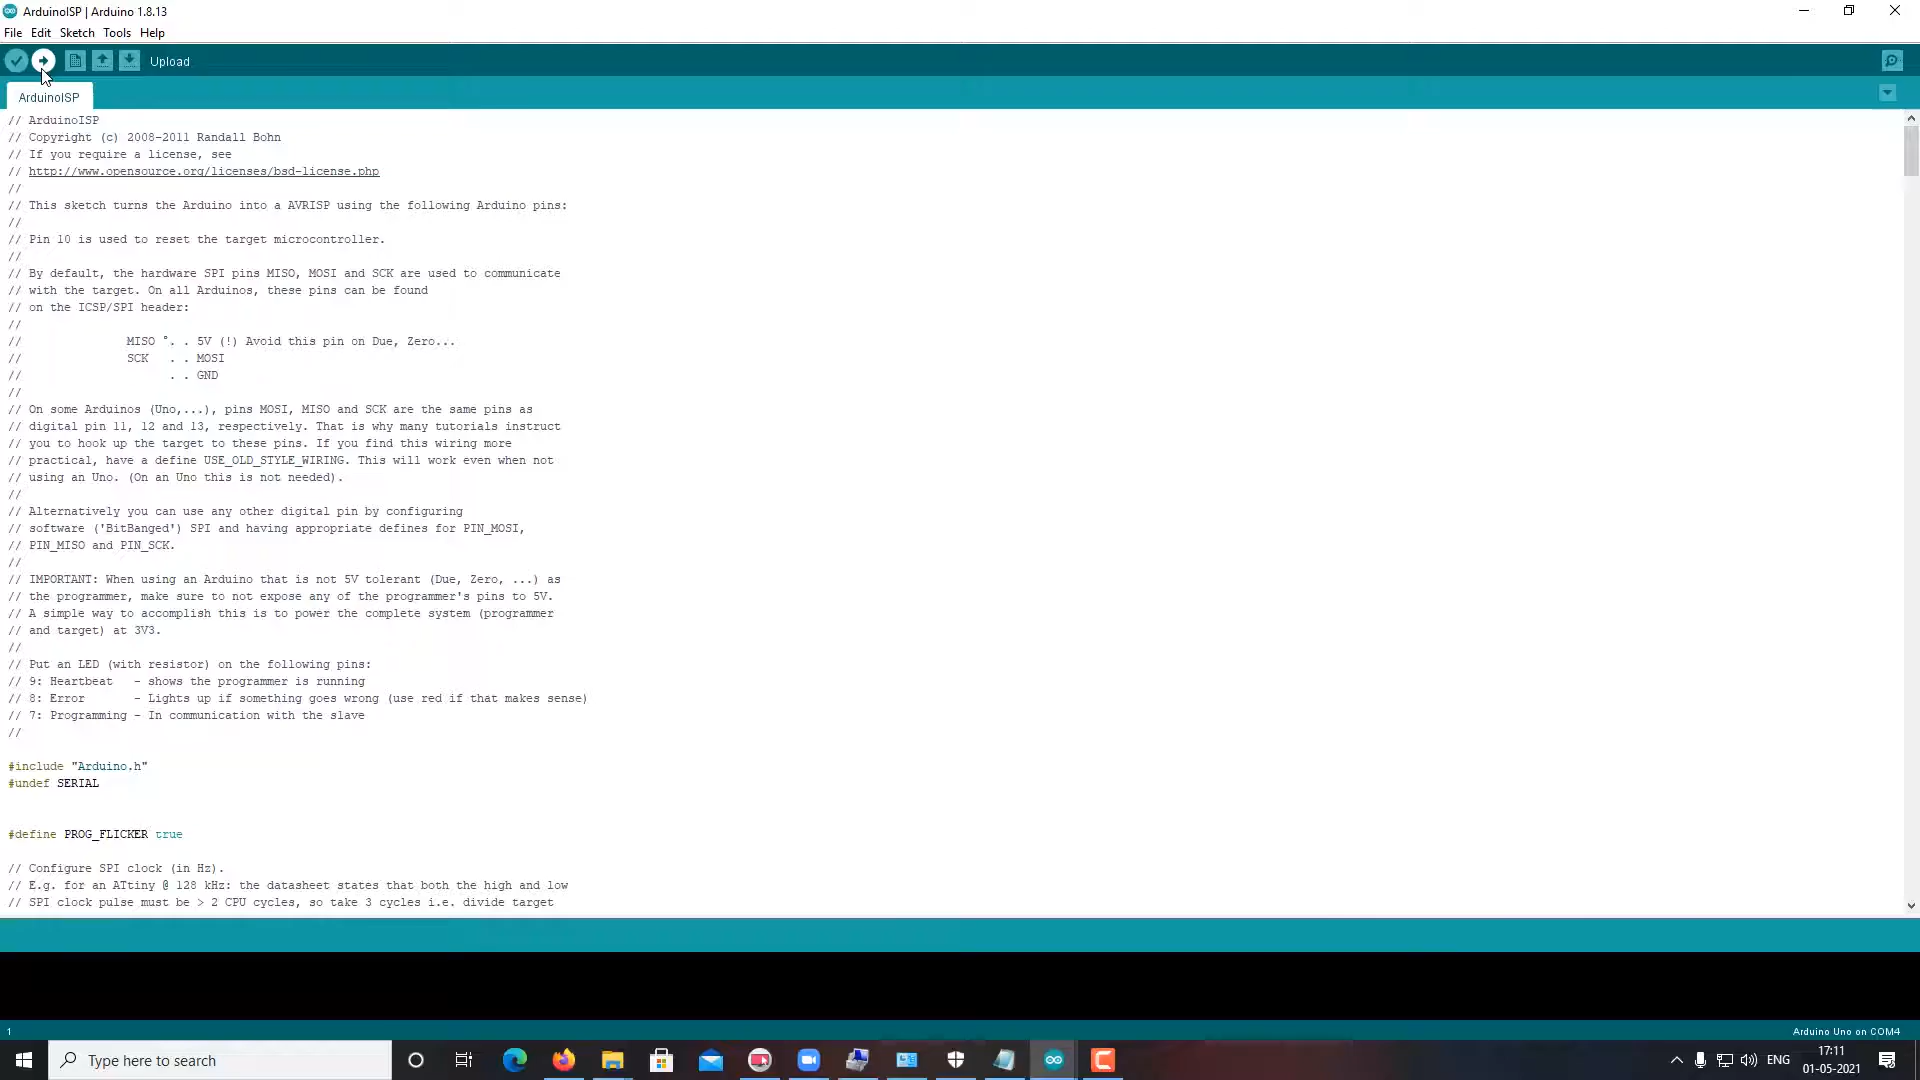 ArduinoISP | Arduino 1.8.13
File Edit Sketch Tools Help
Upload
ArduinoISP
// ArduinoISP
// Copyright (c) 2008-2011 Randall Bohn
// If you require a license, see
// http://www.opensource.org/licenses/bsd-license.php
//
// This sketch turns the Arduino into a AVRISP using the following Arduino pins:
//
// Pin 10 is used to reset the target microcontroller.
//
// By default, the hardware SPI pins MISO, MOSI and SCK are used to communicate
// with the target. On all Arduinos, these pins can be found
// on the ICSP/SPI header:
//
// MISO °. . 5V (!) Avoid this pin on Due, Zero...
// SCK . . MOSI
// . . GND
//
// On some Arduinos (Uno,...), pins MOSI, MISO and SCK are the same pins as
// digital pin 11, 12 and 13, respectively. That is why many tutorials instruct
// you to hook up the target to these pins. If you find this wiring more
// practical, have a define USE_OLD_STYLE_WIRING. This will work even when not
// using an Uno. (On an Uno this is not needed).
//
// Alternatively you can use any other digital pin by configuring
// software ('BitBanged') SPI and having appropriate defines for PIN_MOSI,
// PIN_MISO and PIN_SCK.
//
// IMPORTANT: When using an Arduino that is not 5V tolerant (Due, Zero, ...) as
// the programmer, make sure to not expose any of the programmer's pins to 5V.
// A simple way to accomplish this is to power the complete system (programmer
// and target) at 3V3.
//
// Put an LED (with resistor) on the following pins:
// 9: Heartbeat - shows the programmer is running
// 8: Error - Lights up if something goes wrong (use red if that makes sense)
// 7: Programming - In communication with the slave
//
#include "Arduino.h"
#undef SERIAL
#define PROG_FLICKER true
// Configure SPI clock (in Hz).
// E.g. for an ATtiny @ 128 kHz: the datasheet states that both the high and low
// SPI clock pulse must be > 2 CPU cycles, so take 3 cycles i.e. divide target
1
Arduino Uno on COM4
Type here to search
ENG
17:11
01-05-2021